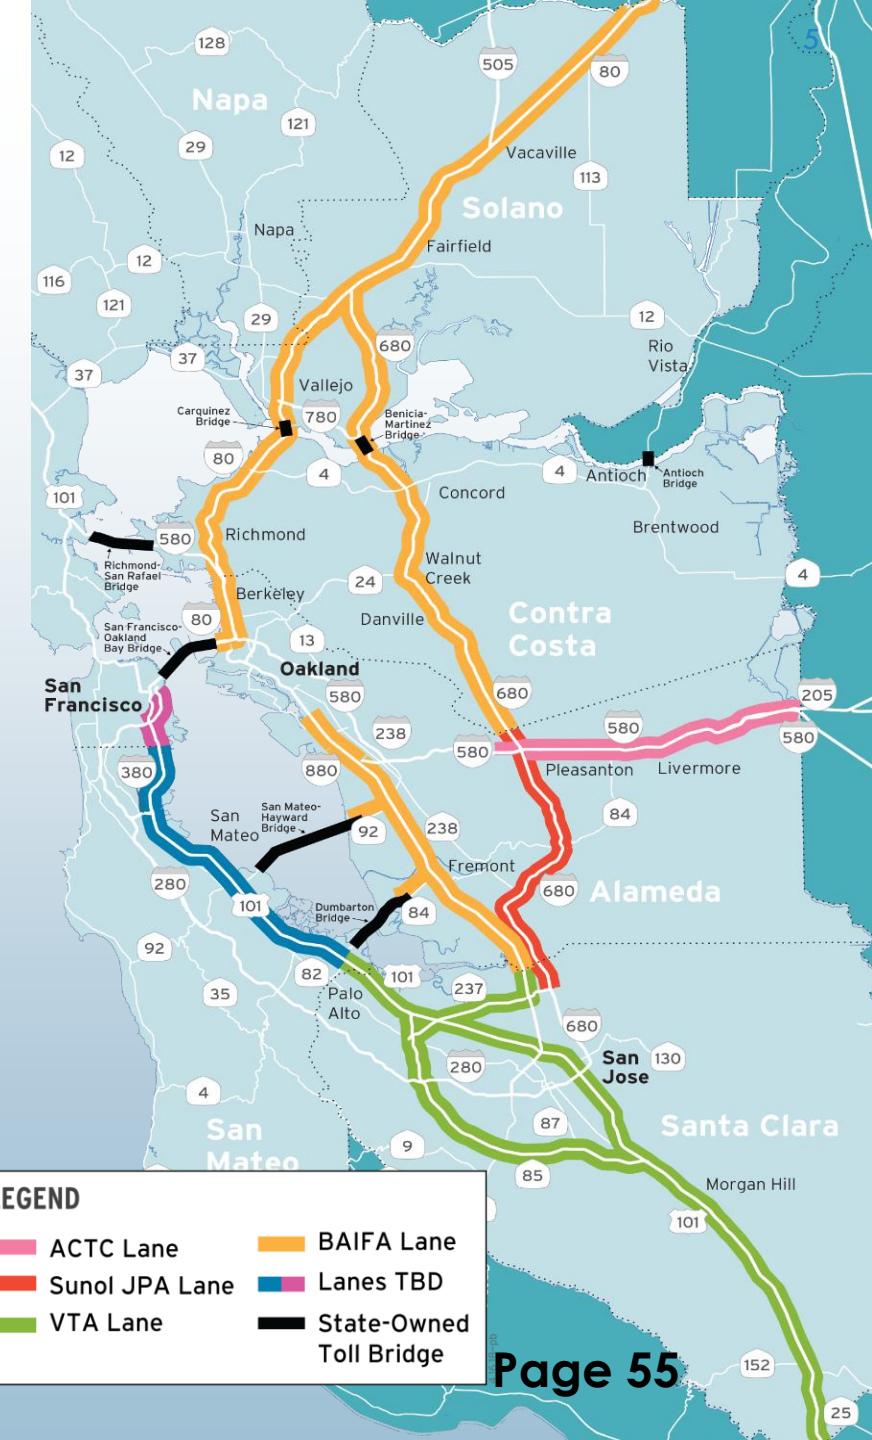 5
128
505
80
Napa
121
29
12
Vacaville
113
Solano
Napa
Fairfield
12
116
121
29
12
680
Rio
Vista
37
37
Vallejo
Carquinez
Bridge
780
Benicia-
Martinez
Bridge
80
4
4
Antioch
Antioch
Bridge
Concord
101
Brentwood
580
Richmond
Richmond-
San Rafael
Bridge
Walnut
Creek
24
4
Berkeley
80
Danville
Contra
Costa
San Francisco-
Oakland
Bay Bridge
13
Oakland
San
Francisco
580
680
205
238
580
580
580
380
880
Pleasanton
Livermore
San
Mateo
San Mateo-
Hayward
Bridge
92
238
84
Fremont
280
680
Alameda
101
Dumbarton
Bridge
84
92
82
101
237
35
Palo
Alto
680
280
San
Jose
130
4
San
Mateo
87
Santa Clara
9
85
Morgan Hill
101
EGEND
ACTC Lane
BAIFA Lane
Sunol JPA Lane
Lanes TBD
VTA Lane
State-Owned
Toll Bridge
152
Page 55
25